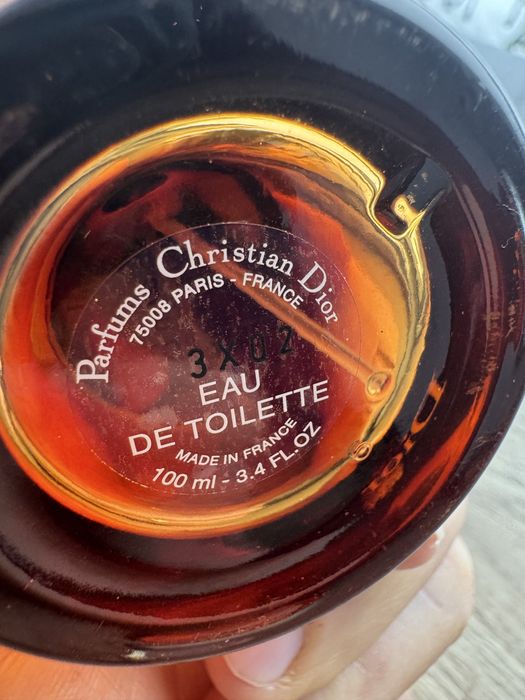 Parfums Christian Dior
75008 PARIS - FRANCE
3X02
EAU
DE TOILETTE
MADE IN FRANCE
100 ml - 3.4 FL.OZ
Dior